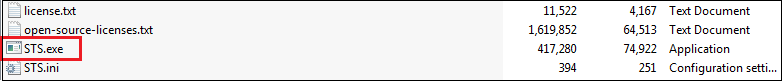 license.txt 11,522 4,167 Text Document
open-source-licenses.txt 1,619,852 64,513 Text Document
STS.exe 417,280 74,922 Application
STS.ini 394 251 Configuration setti...